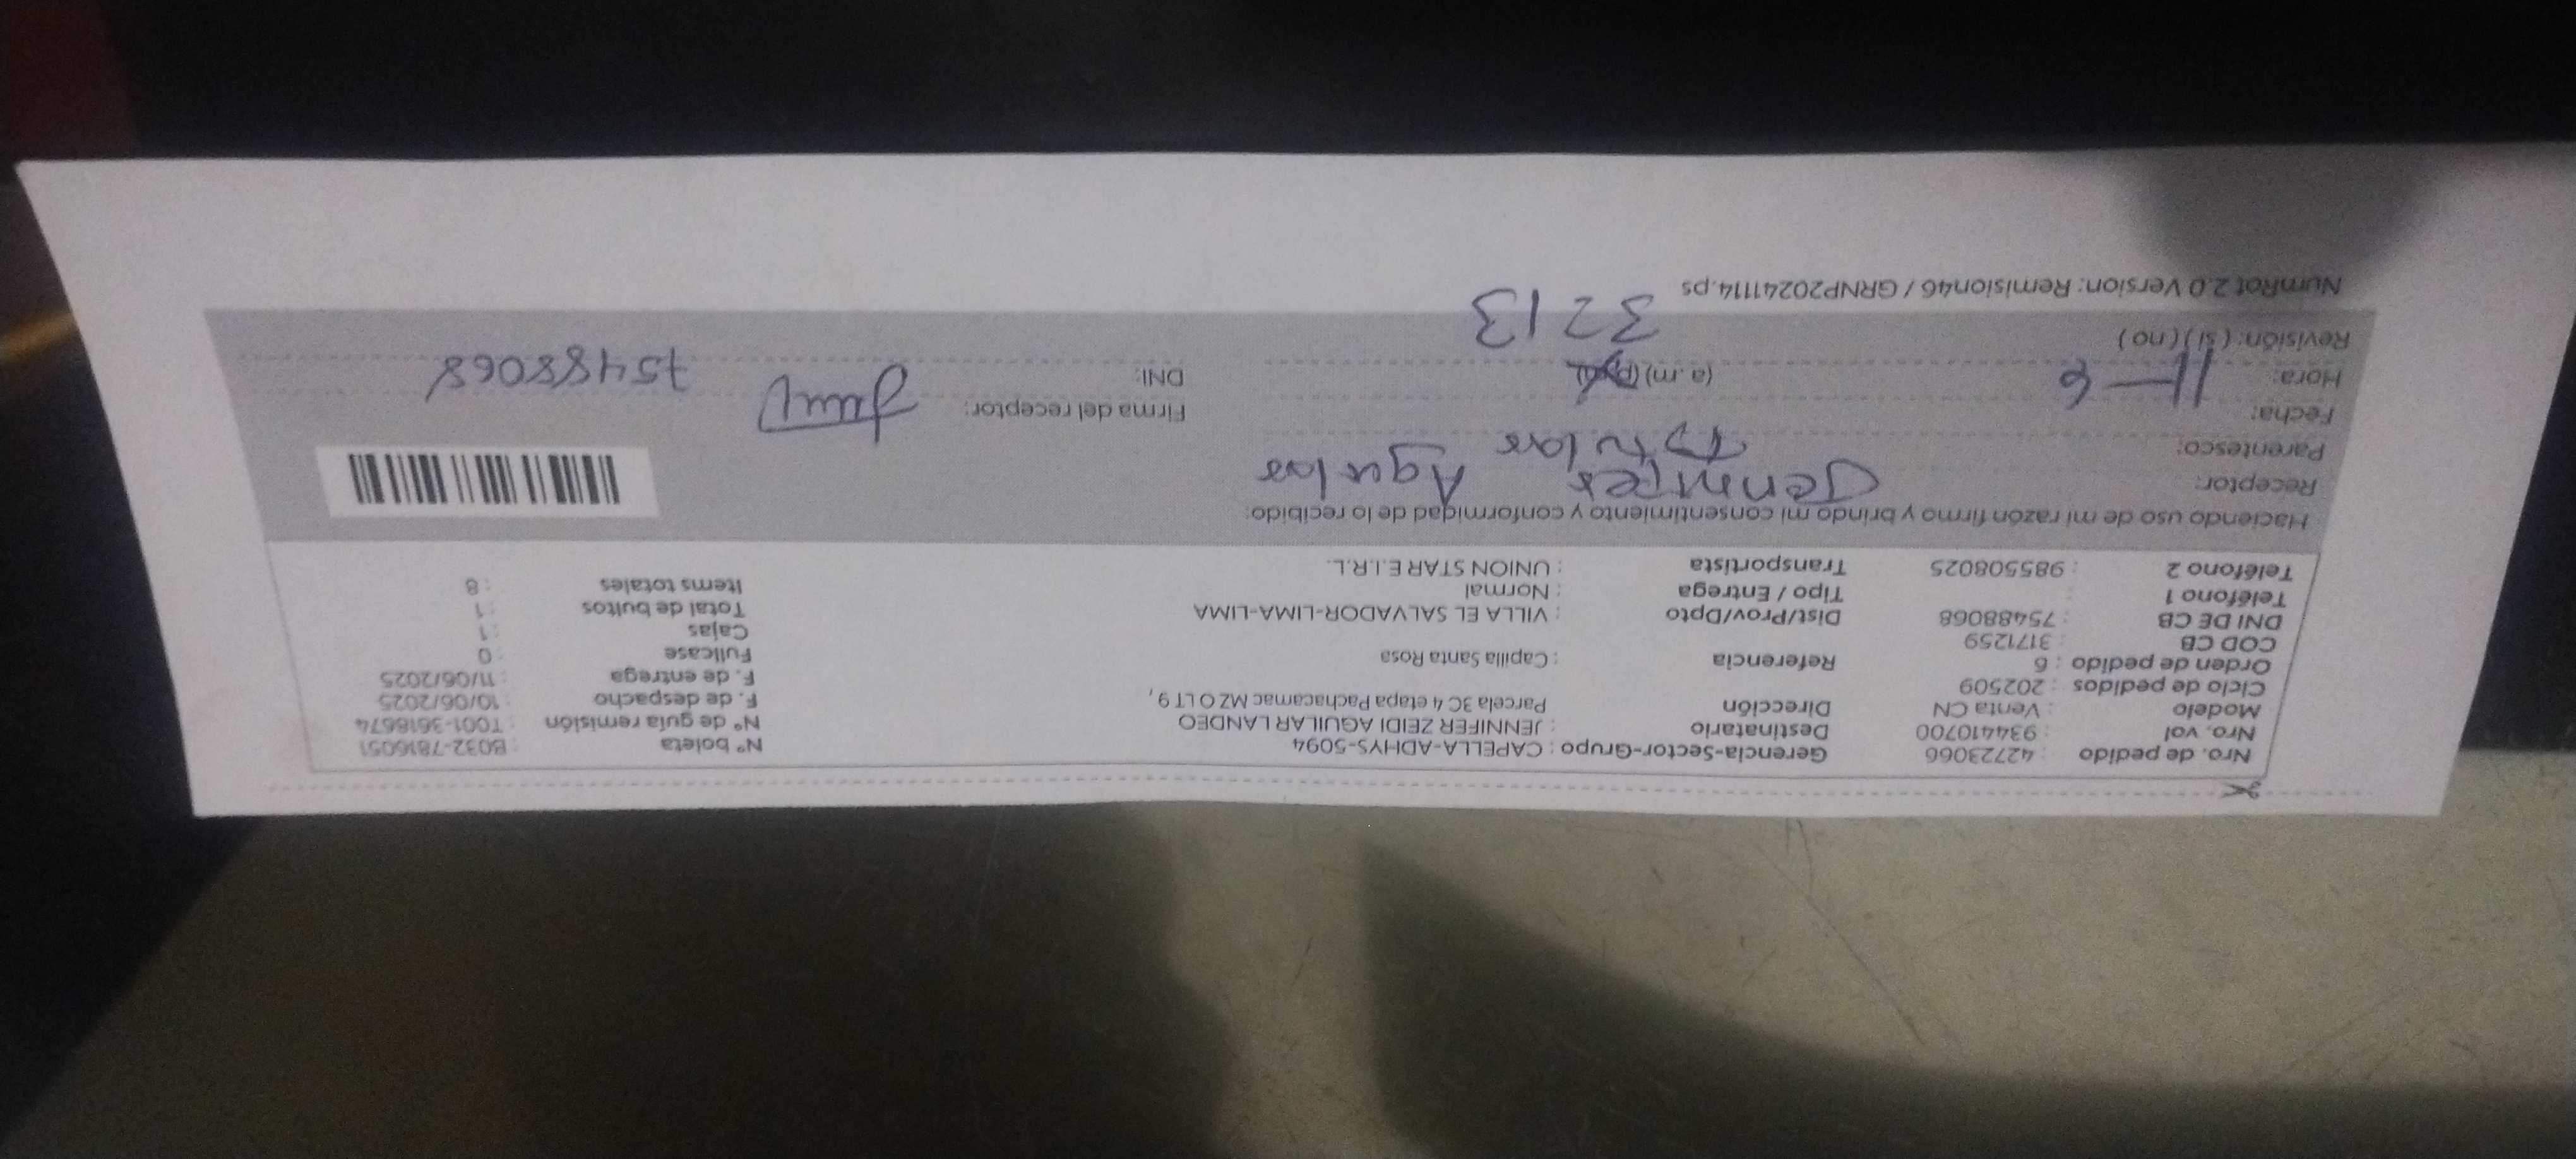 Nro. de pedido : 42723066 Gerencia-Sector-Grupo : CAPELLA-ADHYS-5094 N° boleta : B032-7816051
Nro. vol : 93441070O Destinatario : JENNIFER ZEIDI AGUILAR LANDEO N° de guía remisión : T001-3618674
Modelo : Venta CN Dirección Parcela 3C 4 etapa Pachacamac MZ O LT 9 , F. de despacho : 10/06/2025
Ciclo de pedidos : 202509 F. de entrega : 11/06/2025
Orden de pedido : 6 Referencia : Capilla Santa Rosa Fullcase : 0
COD CB : 3171259 Cajas : 1
DNI DE CB : 75488068 Dist/Prov/Dpto : VILLA EL SALVADOR-LIMA-LIMA Total de bultos : 1
Teléfono 1 Tipo / Entrega : Normal Items totales : 8
Teléfono 2 : 985508025 Transportista : UNION STAR E.I.R.L.
Haciendo uso de mi razón firmo y brindo mi consentimiento y conformidad de lo recibido:
Receptor: Jennifer Aguilar
Parentesco: Titular
Fecha: 11-6 Firma del receptor:
Hora: (a.m) DNI: 75488068
Revisión: ( si ) ( no ) 3213
NumRot 2.0 Version: Remision46 / GRNP20241114.ps